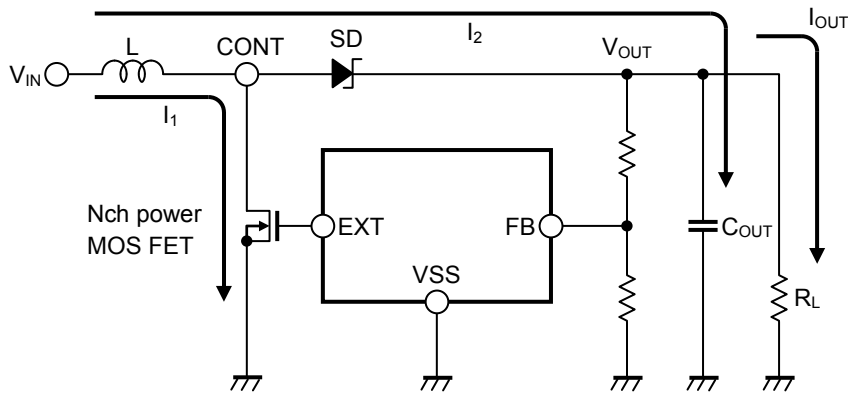 I2
IOUT
L
CONT
SD
VOUT
VIN
I1
Nch power
MOS FET
EXT
FB
COUT
VSS
RL